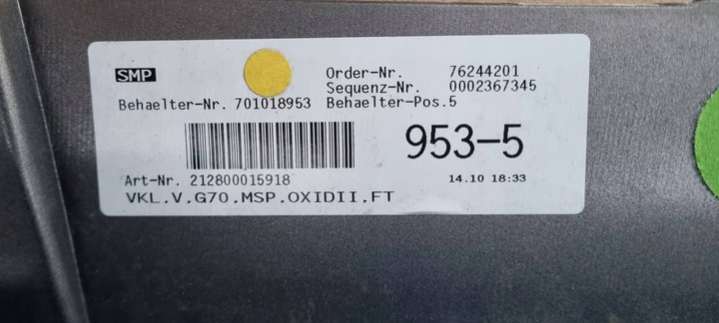 SMP
Order-Nr. 76244201
Sequenz-Nr. 0002367345
Behaelter-Nr. 701018953 Behaelter-Pos.5
953-5
Art-Nr. 212800015918
14.10 18:33
VKL.V.G70.MSP.OXIDII.FT